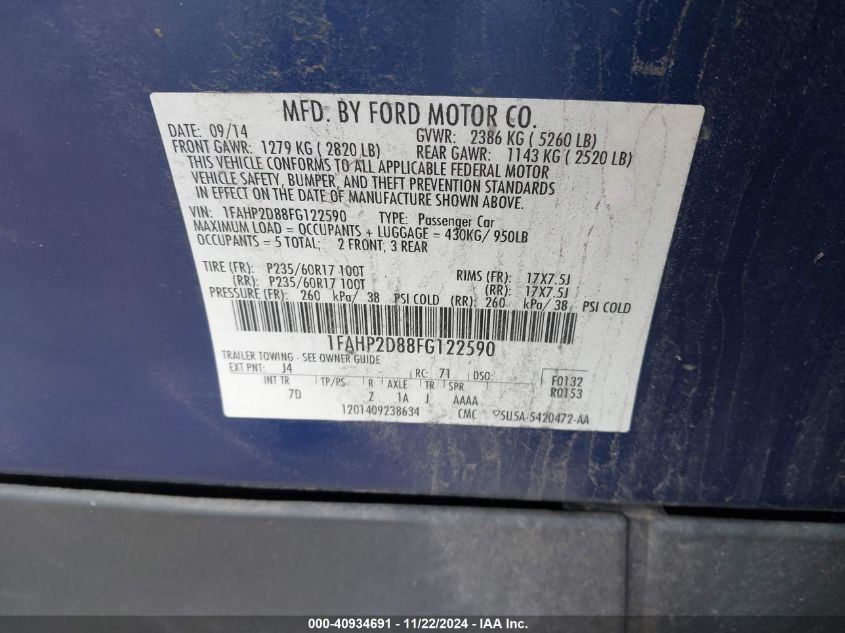 MFD. BY FORD MOTOR CO.
DATE: 09/14 GVWR: 2386 KG ( 5260 LB)
FRONT GAWR: 1279 KG ( 2820 LB) REAR GAWR: 1143 KG ( 2520 LB)
THIS VEHICLE CONFORMS TO ALL APPLICABLE FEDERAL MOTOR
VEHICLE SAFETY, BUMPER, AND THEFT PREVENTION STANDARDS
IN EFFECT ON THE DATE OF MANUFACTURE SHOWN ABOVE.
VIN: 1FAHP2D88FG122590 TYPE: Passenger Car
MAXIMUM LOAD = OCCUPANTS + LUGGAGE = 430KG/ 950LB
OCCUPANTS = 5 TOTAL; 2 FRONT, 3 REAR
TIRE (FR): P235/60R17 100T RIMS (FR): 17X7.5J
(RR): P235/60R17 100T (RR): 17X7.5J
PRESSURE (FR): 260 kPa/ 38 PSI COLD (RR): 260 kPa/ 38 PSI COLD
1FAHP2D88FG122590
TRAILER TOWING - SEE OWNER GUIDE
EXT PNT: J4 RC: 71 DSO: F0132
INT TR TP/PS R AXLE TR SPR R0153
7D Z 1A J AAAA
1201409238634 CMC 5U5A-5420472-AA
000-40934691 - 11/22/2024 - IAA Inc.